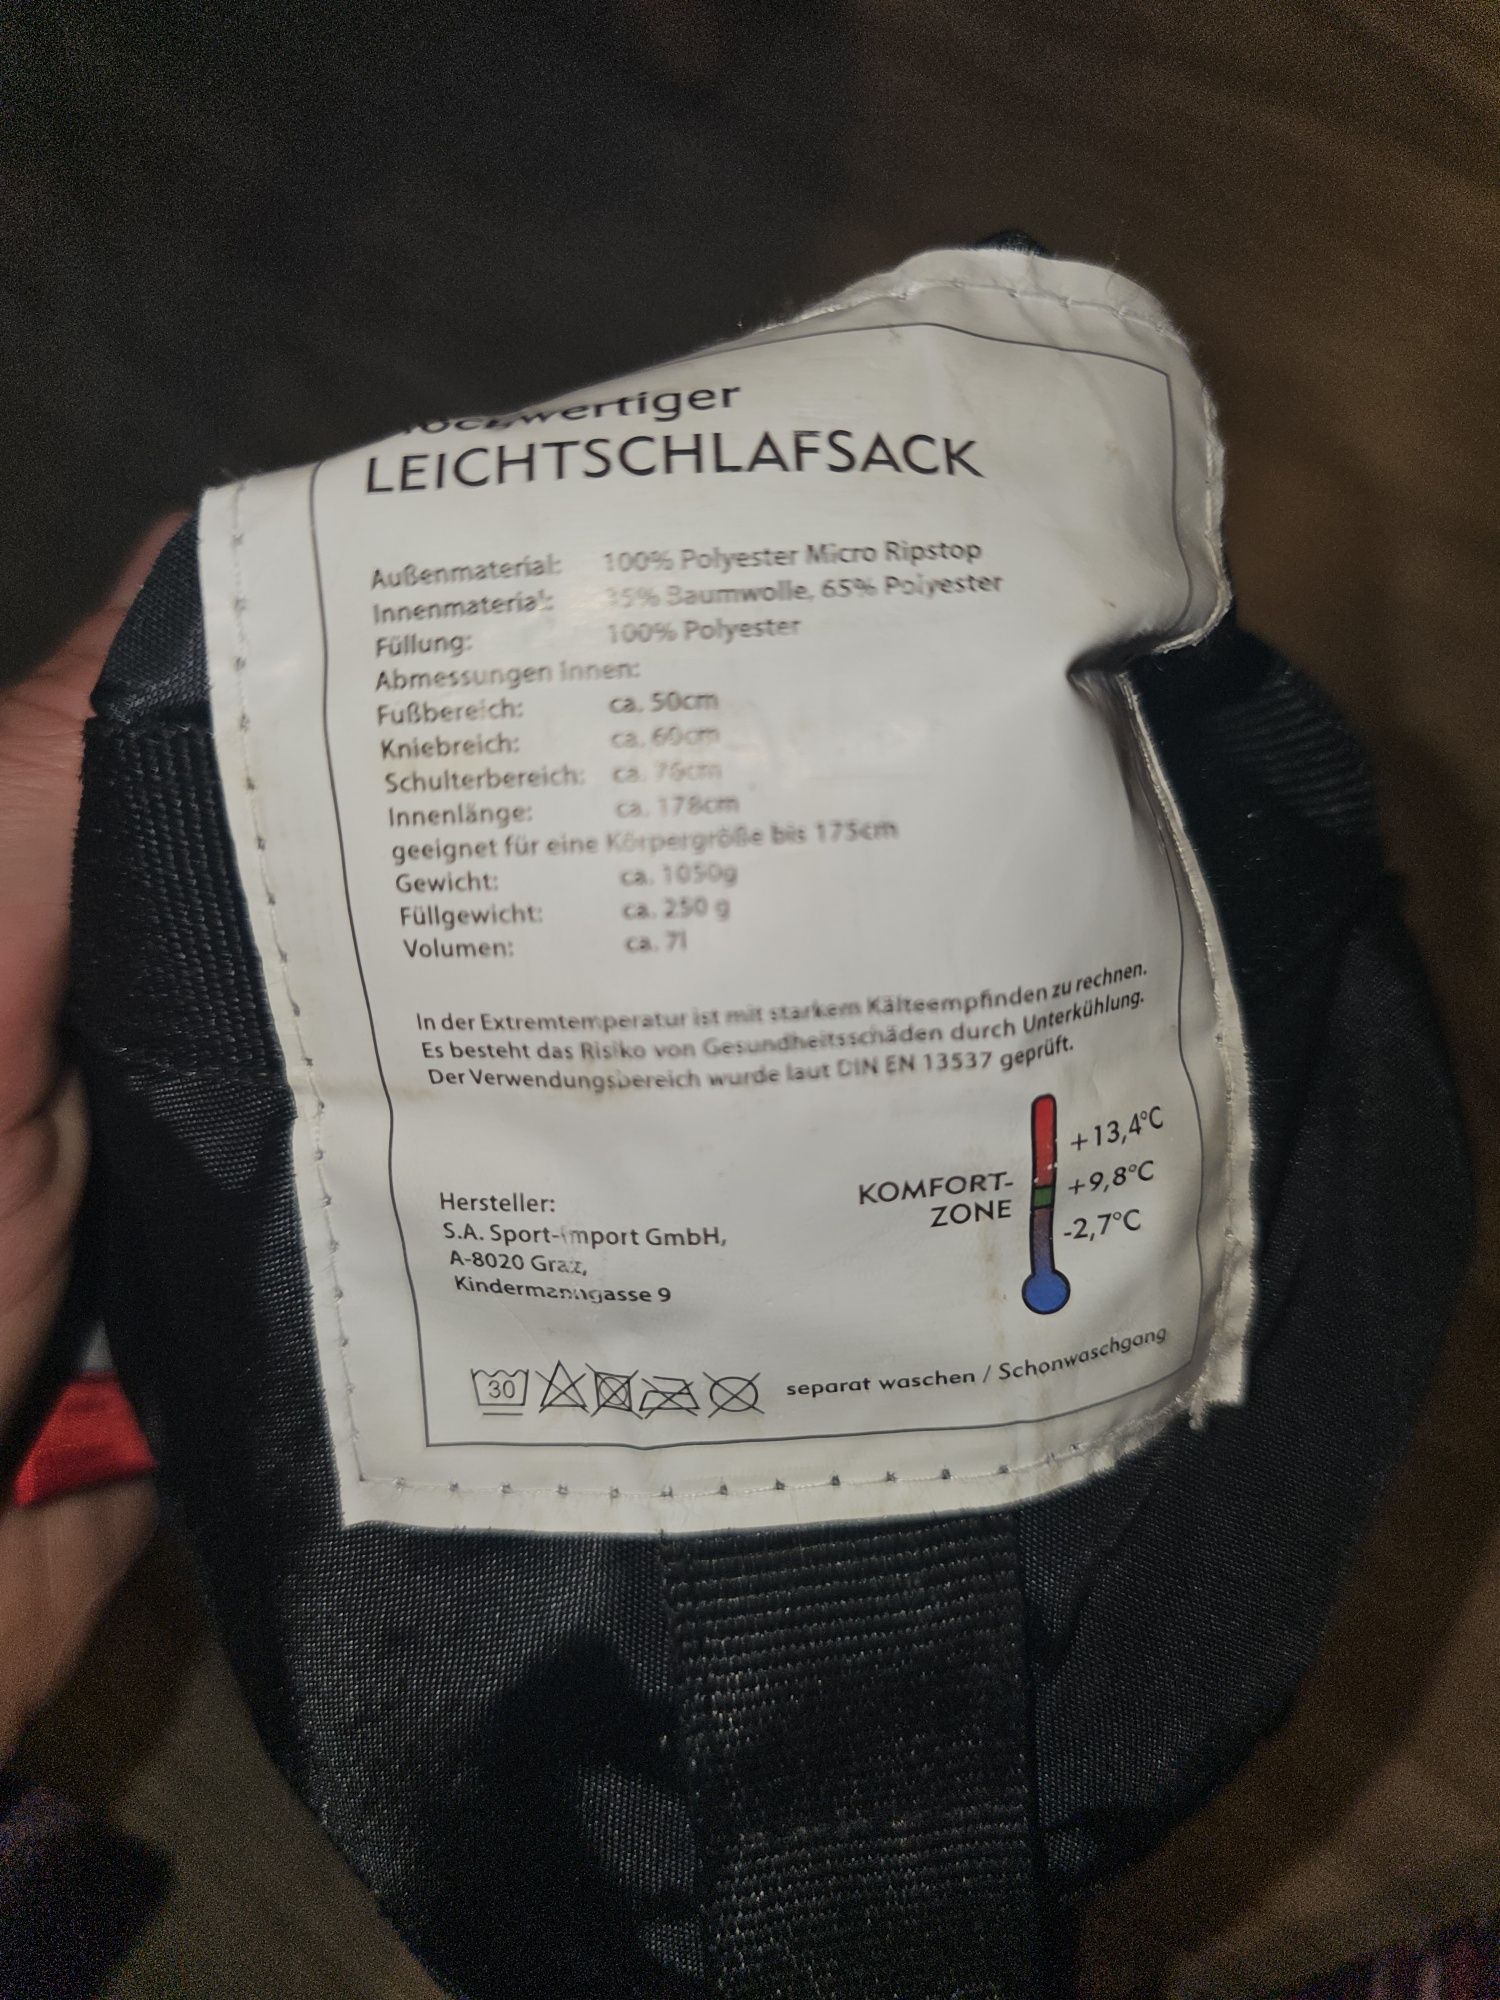 Hochwertiger
LEICHTSCHLAFSACK
Außenmaterial: 100% Polyester Micro Ripstop
Innenmaterial: 35% Baumwolle, 65% Polyester
Füllung: 100% Polyester
Abmessungen Innen:
Fußbereich: ca. 50cm
Kniebreich: ca. 60cm
Schulterbereich: ca. 76cm
Innenlänge: ca. 178cm
geeignet für eine Körpergröße bis 175cm
Gewicht: ca. 1050g
Füllgewicht: ca. 250 g
Volumen: ca. 7l
In der Extremtemperatur ist mit starkem Kälteempfinden zu rechnen.
Es besteht das Risiko von Gesundheitsschäden durch Unterkühlung.
Der Verwendungsbereich wurde laut DIN EN 13537 geprüft.
+13,4°C
KOMFORT- +9,8°C
ZONE -2,7°C
Hersteller:
S.A. Sport-Import GmbH,
A-8020 Graz,
Kindermanngasse 9
30 separat waschen / Schonwaschgang